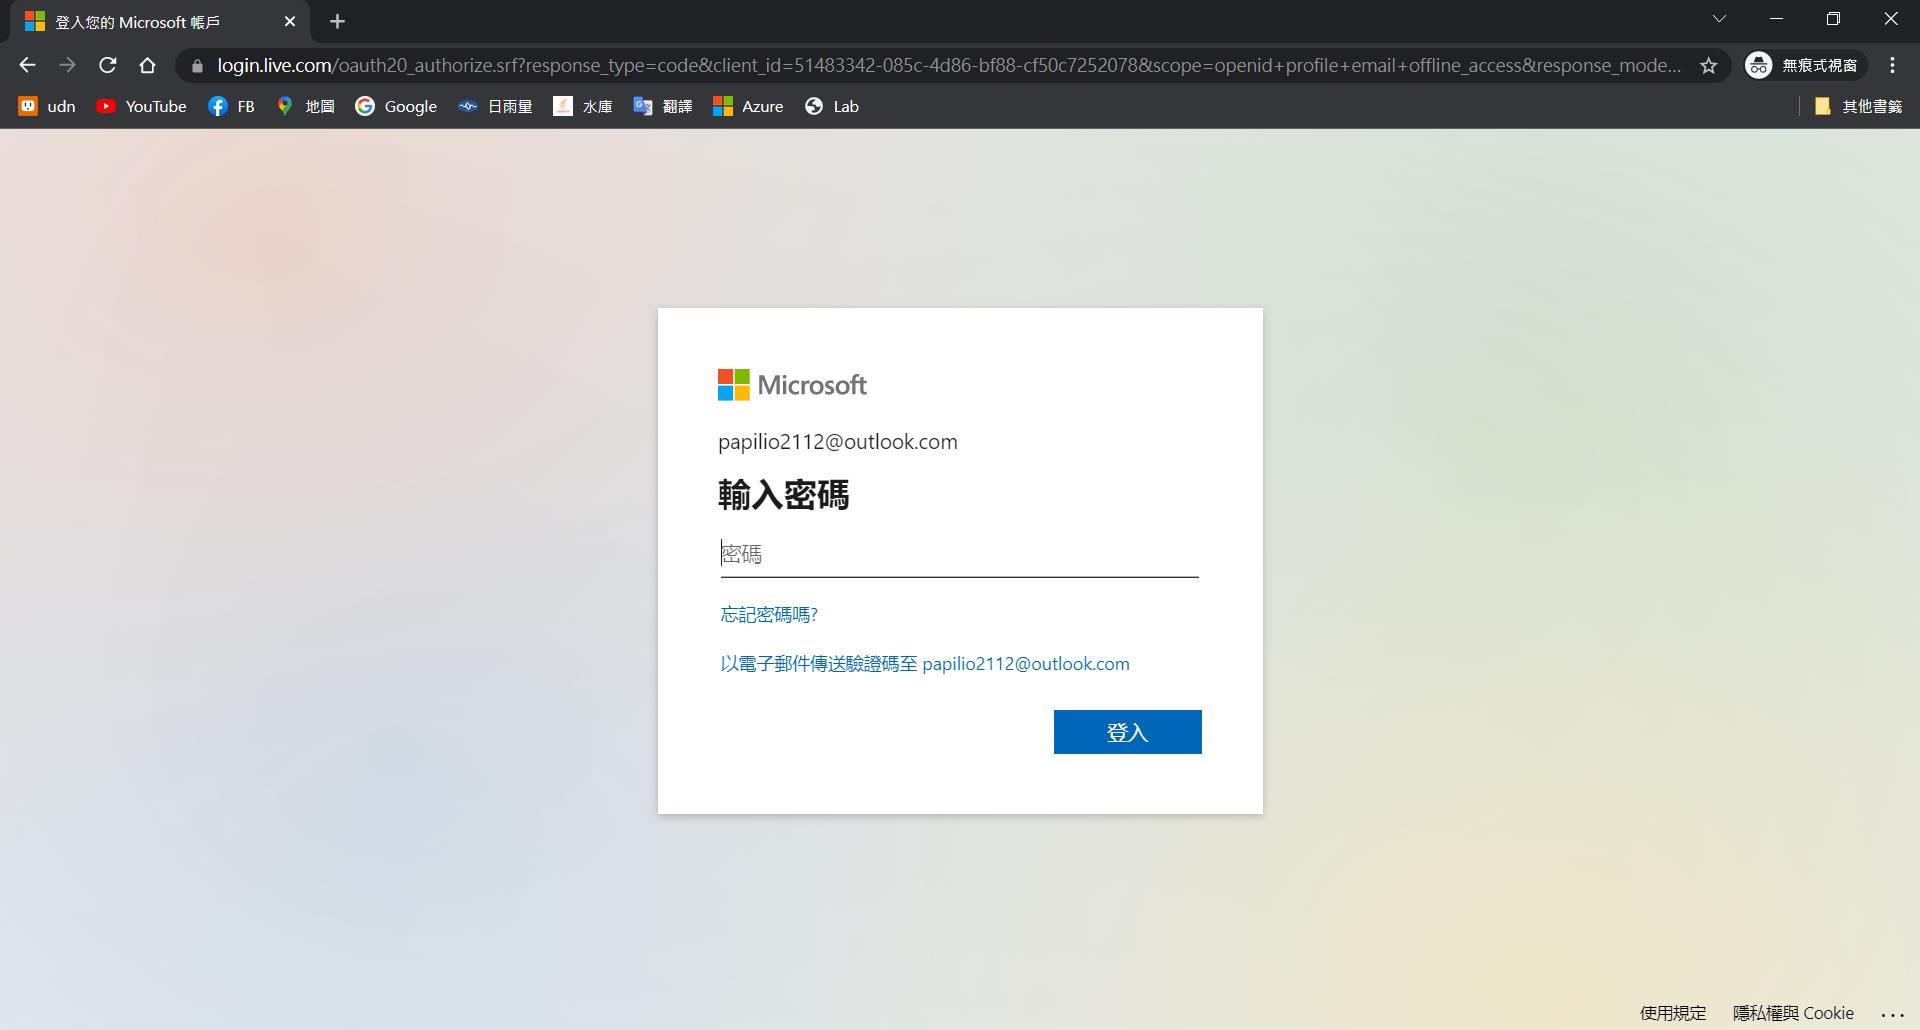 登入您的 Microsoft 帳戶
login.live.com/oauth20_authorize.srf?response_type=code&client_id=51483342-085c-4d86-bf88-cf50c7252078&scope=openid+profile+email+offline_access&response_mode...
無痕式視窗
udn YouTube FB 地圖 Google 日雨量 水庫 翻譯 Azure Lab 其他書籤
Microsoft
papilio2112@outlook.com
輸入密碼
密碼
忘記密碼嗎?
以電子郵件傳送驗證碼至 papilio2112@outlook.com
登入
使用規定 隱私權與 Cookie ...